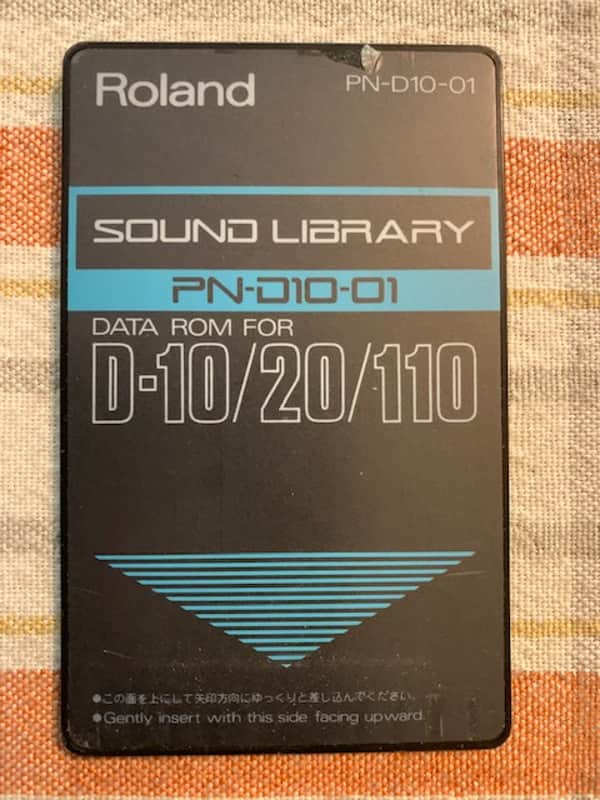 Roland
PN-D10-01
SOUND LIBRARY
PN-D10-01
DATA ROM FOR
D-10/20/110
●この面を上にして矢印方向にゆっくりと差し込んでください。
●Gently insert with this side facing upward.